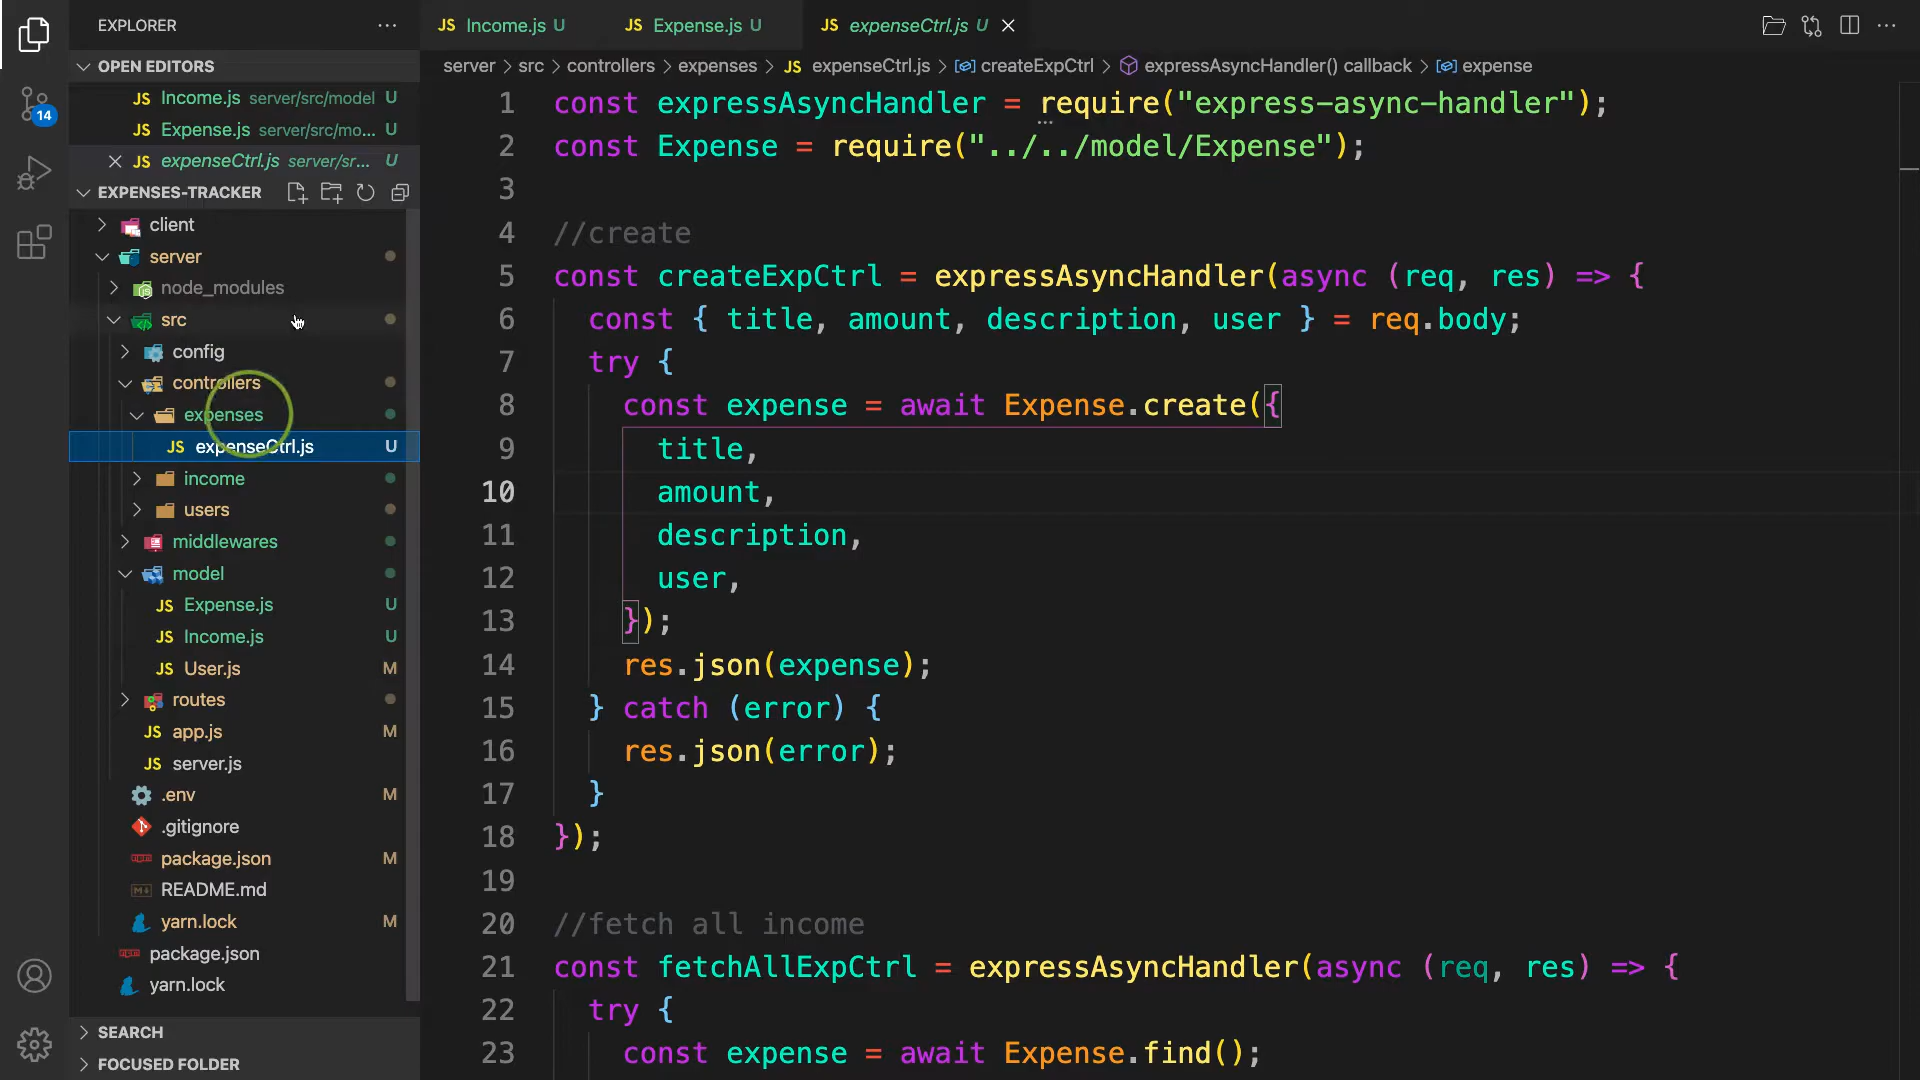 EXPLORER
OPEN EDITORS
JS Income.js server/src/model U
JS Expense.js server/src/mo... U
JS expenseCtrl.js server/sr... U
EXPENSES-TRACKER
client
server
node_modules
src
config
controllers
expenses
JS expenseCtrl.js U
income
users
middlewares
model
JS Expense.js U
JS Income.js U
JS User.js M
routes
JS app.js M
JS server.js
.env M
.gitignore
package.json M
README.md
yarn.lock M
package.json
yarn.lock
SEARCH
FOCUSED FOLDER
14
JS Income.js U JS Expense.js U JS expenseCtrl.js U
server > src > controllers > expenses > JS expenseCtrl.js > createExpCtrl > expressAsyncHandler() callback > expense
1 const expressAsyncHandler = require("express-async-handler");
2 const Expense = require("../../model/Expense");
3
4 //create
5 const createExpCtrl = expressAsyncHandler(async (req, res) => {
6 const { title, amount, description, user } = req.body;
7 try {
8 const expense = await Expense.create({
9 title,
10 amount,
11 description,
12 user,
13 });
14 res.json(expense);
15 } catch (error) {
16 res.json(error);
17 }
18 });
19
20 //fetch all income
21 const fetchAllExpCtrl = expressAsyncHandler(async (req, res) => {
22 try {
23 const expense = await Expense.find();